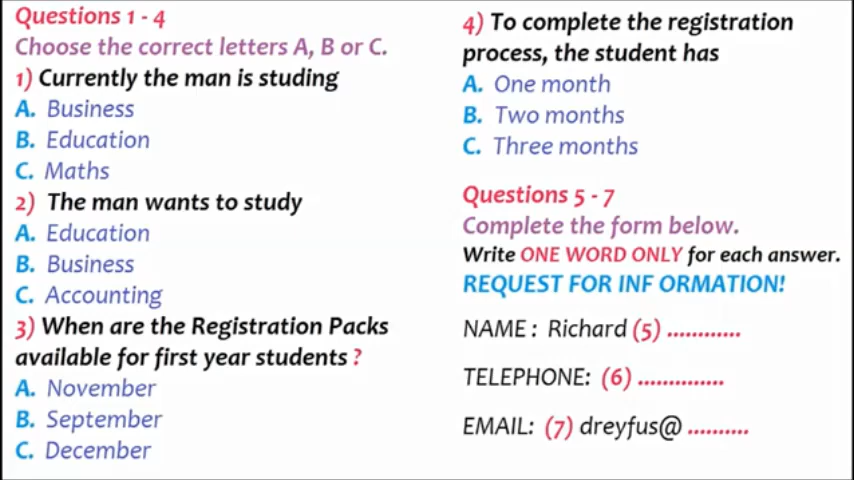 Questions 1 - 4
Choose the correct letters A, B or C.
1) Currently the man is studing
A. Business
B. Education
C. Maths
2) The man wants to study
A. Education
B. Business
C. Accounting
3) When are the Registration Packs
available for first year students ?
A. November
B. September
C. December
4) To complete the registration
process, the student has
A. One month
B. Two months
C. Three months
Questions 5 - 7
Complete the form below.
Write ONE WORD ONLY for each answer.
REQUEST FOR INF ORMATION!
NAME : Richard (5) ............
TELEPHONE: (6) ..............
EMAIL: (7) dreyfus@ ..........